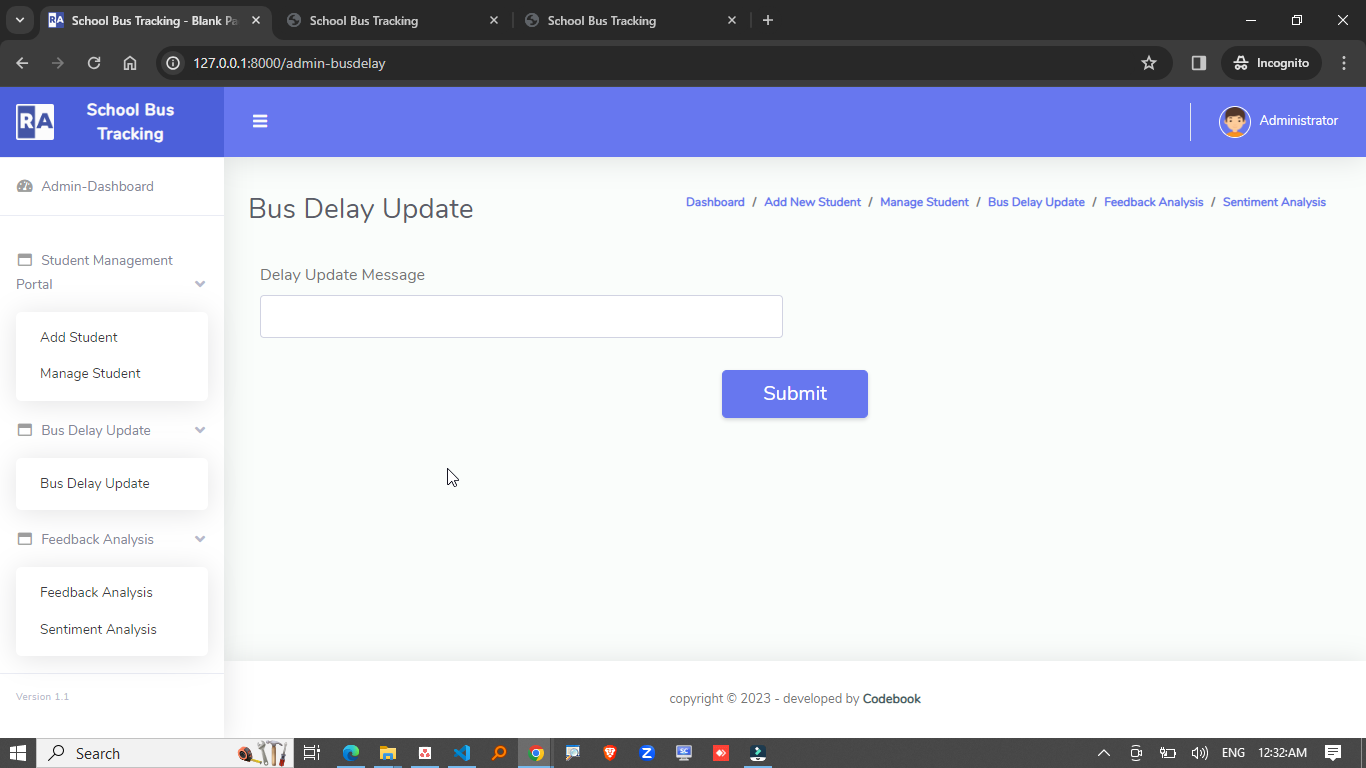 School Bus Tracking - Blank Pa
School Bus Tracking
School Bus Tracking
127.0.0.1:8000/admin-busdelay
Incognito
RA
School Bus
Tracking
Administrator
Admin-Dashboard
Bus Delay Update
Dashboard / Add New Student / Manage Student / Bus Delay Update / Feedback Analysis / Sentiment Analysis
Student Management
Portal
Delay Update Message
Add Student
Manage Student
Submit
Bus Delay Update
Bus Delay Update
Feedback Analysis
Feedback Analysis
Sentiment Analysis
Version 1.1
copyright © 2023 - developed by Codebook
Search
ENG
12:32 AM